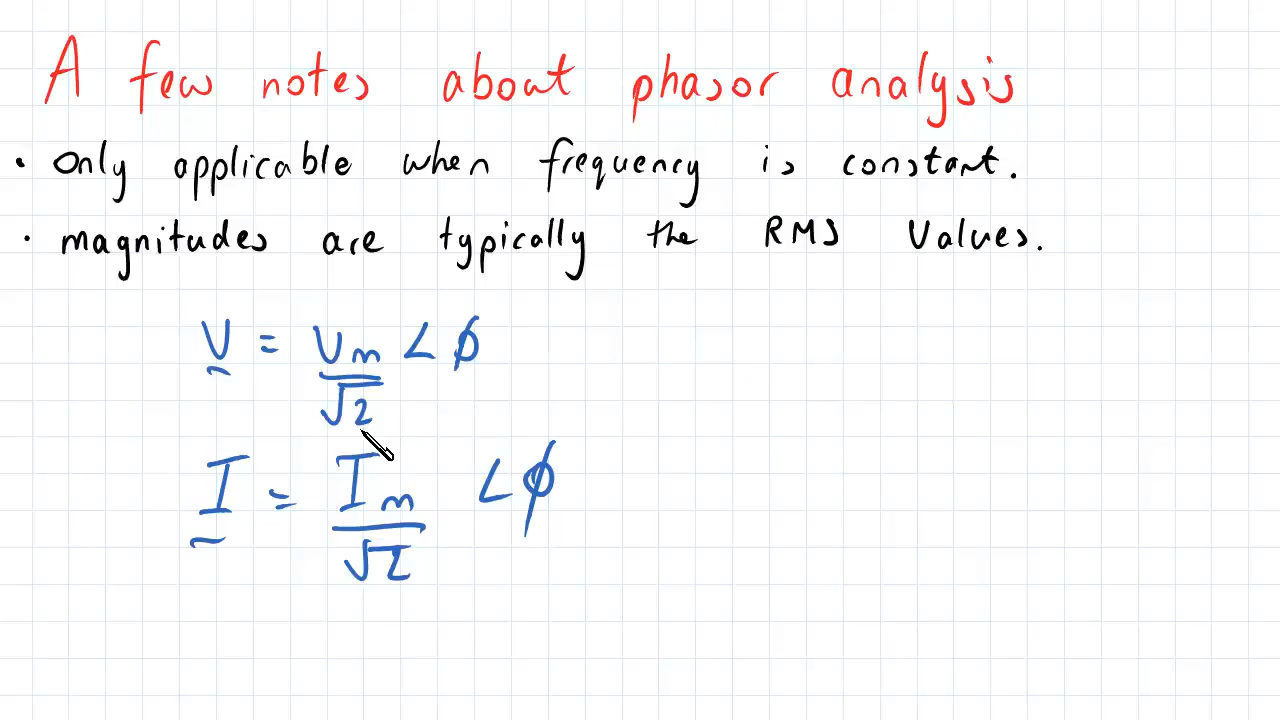 A few notes about phasor analysis
• Only applicable when frequency is constant.
• magnitudes are typically the RMS Values.
V = Vm/√2 ∠ φ
I = Im/√2 ∠ φ